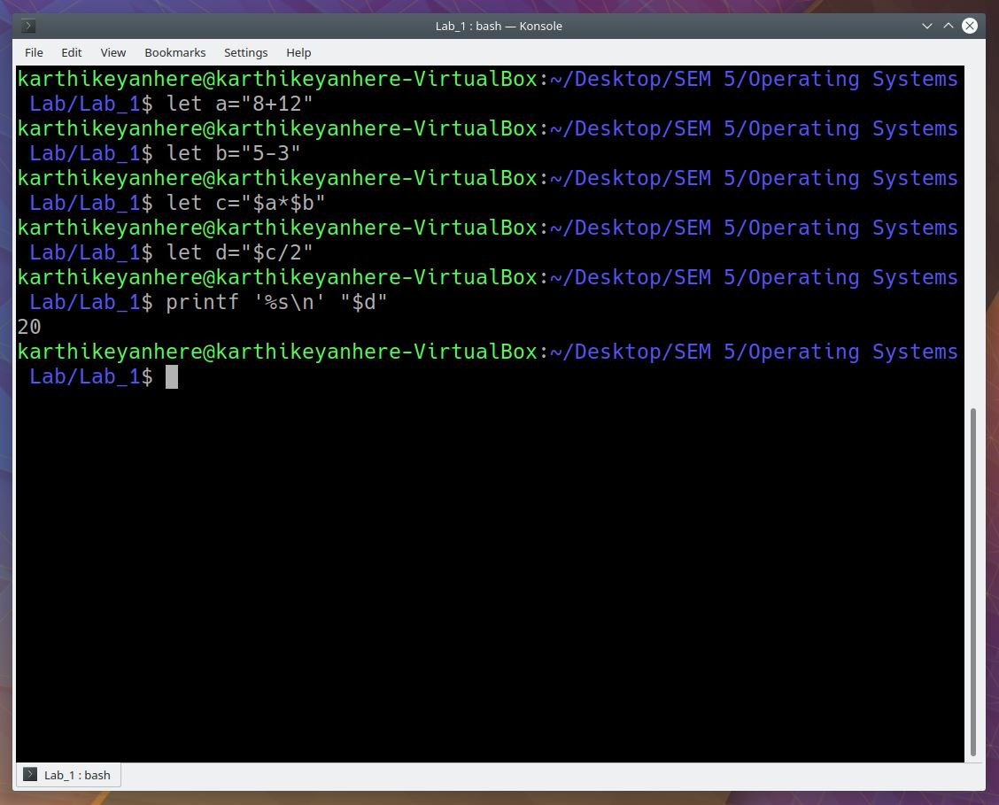 Lab_1 : bash — Konsole
File Edit View Bookmarks Settings Help
karthikeyanhere@karthikeyanhere-VirtualBox:~/Desktop/SEM 5/Operating Systems
Lab/Lab_1$ let a="8+12"
karthikeyanhere@karthikeyanhere-VirtualBox:~/Desktop/SEM 5/Operating Systems
Lab/Lab_1$ let b="5-3"
karthikeyanhere@karthikeyanhere-VirtualBox:~/Desktop/SEM 5/Operating Systems
Lab/Lab_1$ let c="$a*$b"
karthikeyanhere@karthikeyanhere-VirtualBox:~/Desktop/SEM 5/Operating Systems
Lab/Lab_1$ let d="$c/2"
karthikeyanhere@karthikeyanhere-VirtualBox:~/Desktop/SEM 5/Operating Systems
Lab/Lab_1$ printf '%s\n' "$d"
20
karthikeyanhere@karthikeyanhere-VirtualBox:~/Desktop/SEM 5/Operating Systems
Lab/Lab_1$
Lab_1 : bash